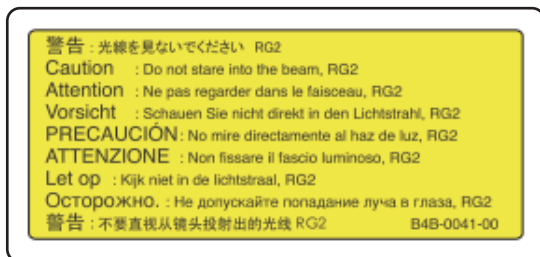 警告 : 光線を見ないでください RG2
Caution : Do not stare into the beam, RG2
Attention : Ne pas regarder dans le faisceau, RG2
Vorsicht : Schauen Sie nicht direkt in den Lichtstrahl, RG2
PRECAUCIÓN : No mire directamente al haz de luz, RG2
ATTENZIONE : Non fissare il fascio luminoso, RG2
Let op : Kijk niet in de lichtstraal, RG2
Осторожно. : Не допускайте попадание луча в глаза, RG2
警告 : 不要直视从镜头投射出的光线 RG2 B4B-0041-00